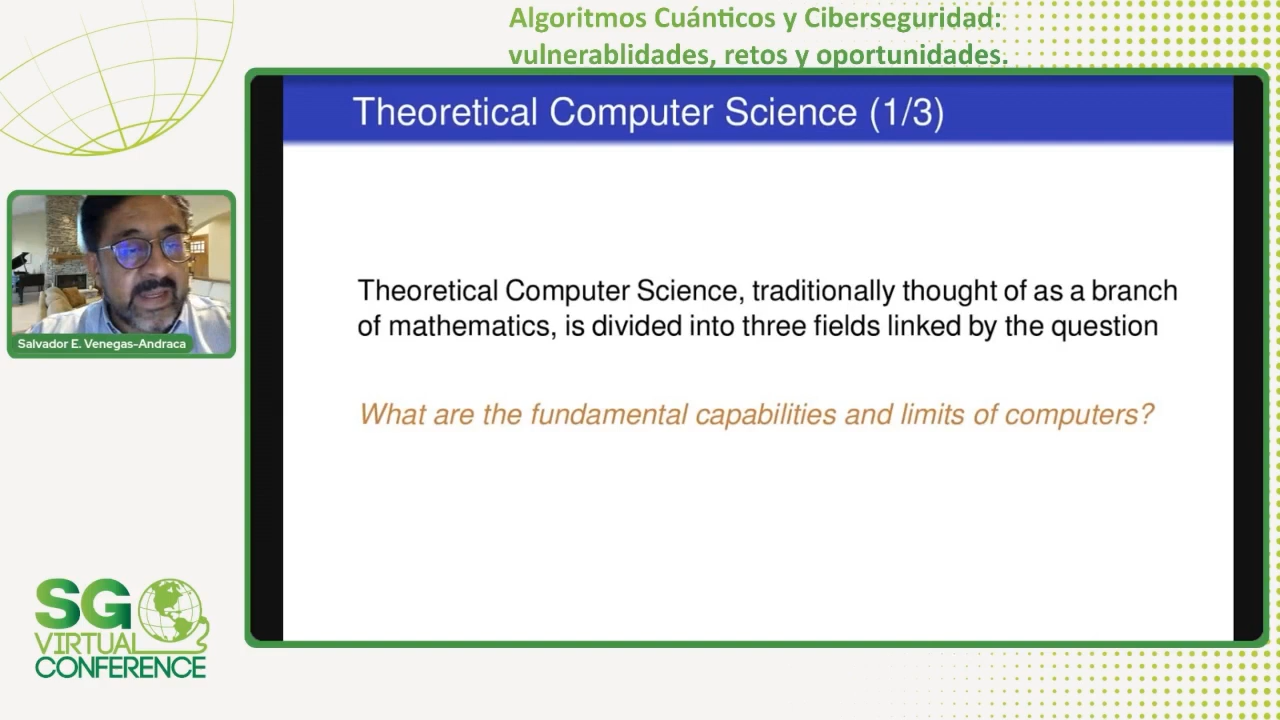 Algoritmos Cuánticos y Ciberseguridad:
vulnerablidades, retos y oportunidades.
Theoretical Computer Science (1/3)
Theoretical Computer Science, traditionally thought of as a branch
of mathematics, is divided into three fields linked by the question
What are the fundamental capabilities and limits of computers?
Salvador E. Venegas-Andraca
SG
VIRTUAL
CONFERENCE